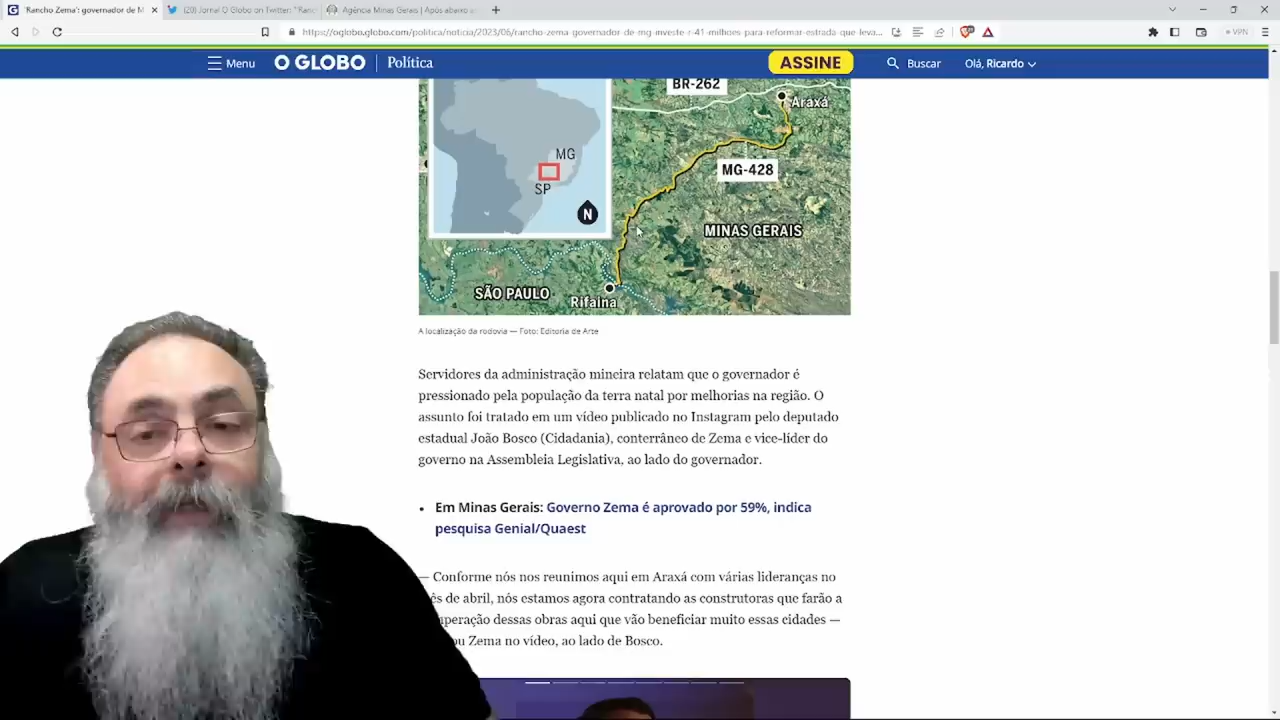 'Rancho Zema': governador de M
(20) Jornal O Globo on Twitter: "'Ranc
Agência Minas Gerais | Após abaixo a
https://oglobo.globo.com/politica/noticia/2023/06/rancho-zema-governador-de-mg-investe-r-41-milhoes-para-reformar-estrada-que-leva...
VPN
Menu
O GLOBO
Política
ASSINE
Buscar
Olá, Ricardo
BR-262
Araxá
MG
MG-428
SP
N
MINAS GERAIS
SÃO PAULO
Rifaina
A localização da rodovia — Foto: Editoria de Arte
Servidores da administração mineira relatam que o governador é
pressionado pela população da terra natal por melhorias na região. O
assunto foi tratado em um vídeo publicado no Instagram pelo deputado
estadual João Bosco (Cidadania), conterrâneo de Zema e vice-líder do
governo na Assembleia Legislativa, ao lado do governador.
• Em Minas Gerais: Governo Zema é aprovado por 59%, indica
pesquisa Genial/Quaest
— Conforme nós nos reunimos aqui em Araxá com várias lideranças no
de abril, nós estamos agora contratando as construtoras que farão a
dessas obras aqui que vão beneficiar muito essas cidades —
Zema no vídeo, ao lado de Bosco.